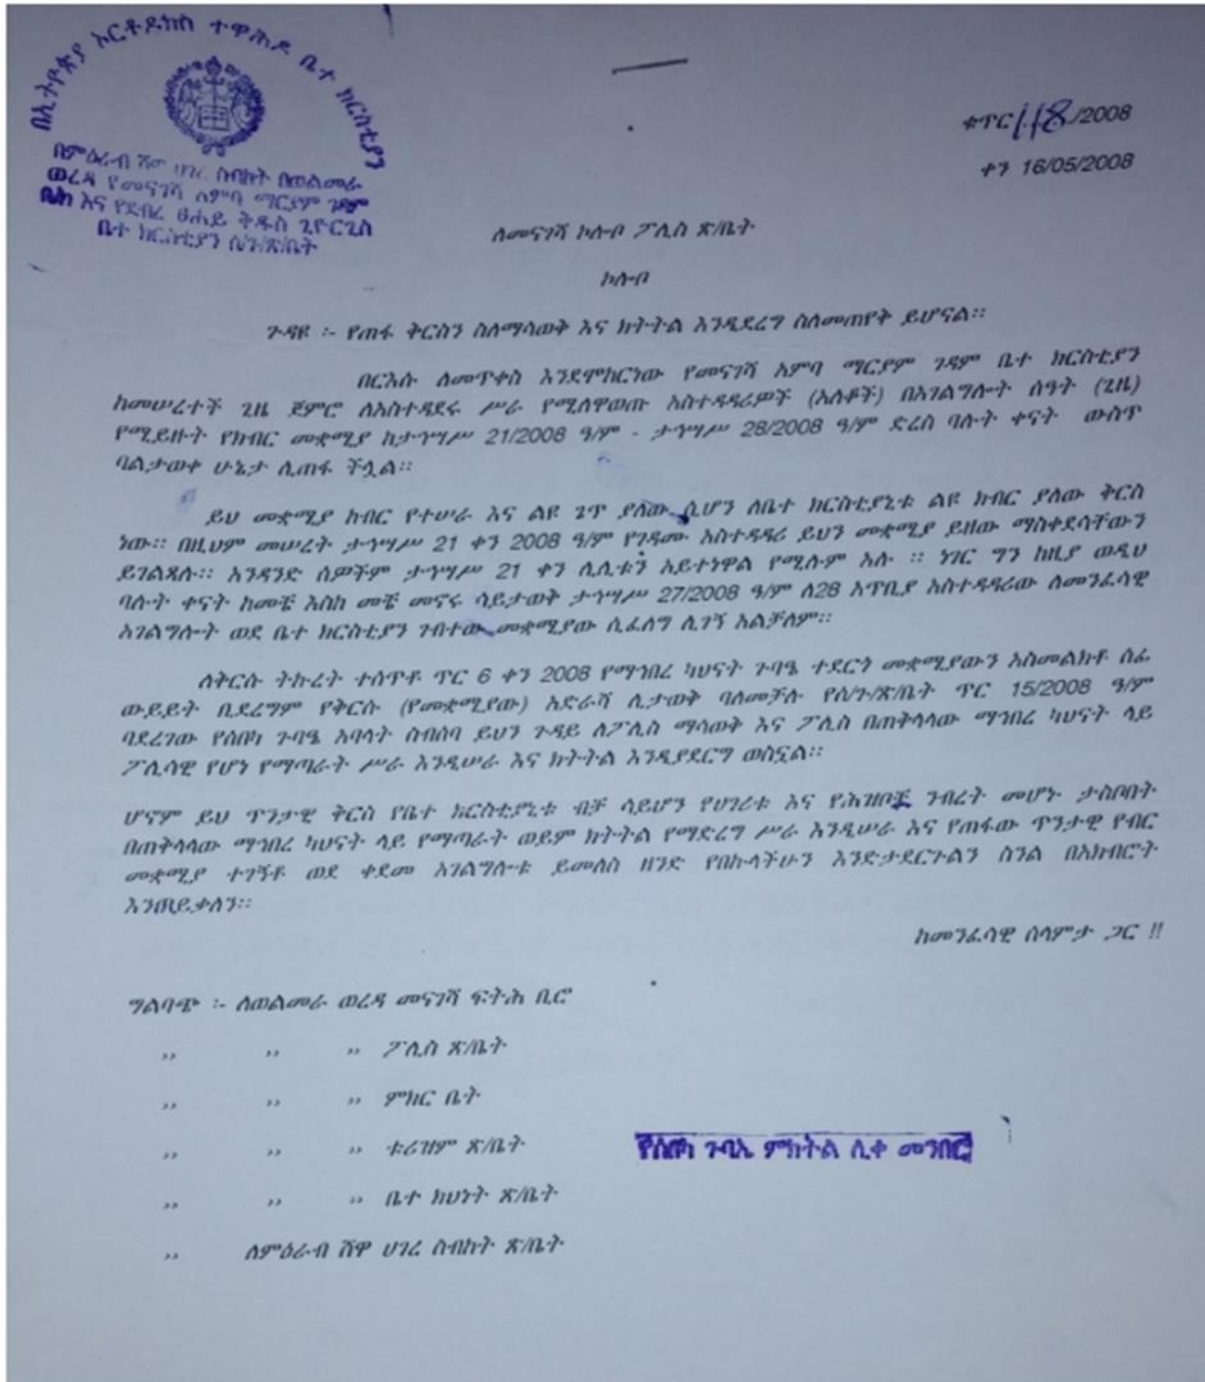 በኢትዮጵያ ኦርቶዶክስ ተዋሕዶ ቤተ ክርስቲያን
በምዕራብ ሸዋ ሀገረ ስብከት በወልመራ
ወረዳ የመናገሻ አምባ ማርያም ገዳም
ቤክ እና የደብረ ፀሐይ ቅዱስ ጊዮርጊስ
ቤተ ክርስቲያን ሰ/ጉ/ጽ/ቤት
ቁጥር 118/2008
ቀን 16/05/2008
ለመናገሻ ኮሎቦ ፖሊስ ጽ/ቤት
ኮሎቦ
ጉዳዩ ፡- የጠፋ ቅርስን ስለማሳወቅ እና ክትትል እንዲደረግ ስለመጠየቅ ይሆናል።
በርእሱ ለመጥቀስ እንደሞከርነው የመናገሻ አምባ ማርያም ገዳም ቤተ ክርስቲያን
ከመሠረተች ጊዜ ጀምሮ ለአስተዳደሩ ሥራ የሚለዋወጡ አስተዳዳሪዎች (አለቆች) በአገልግሎት ሰዓት (ጊዜ)
የሚይዙት የክብር መቋሚያ ከታኅሣሥ 21/2008 ዓ/ም - ታኅሣሥ 28/2008 ዓ/ም ድረስ ባሉት ቀናት ውስጥ
ባልታወቀ ሁኔታ ሊጠፋ ችሏል።
ይህ መቋሚያ ከብር የተሠራ እና ልዩ ጌጥ ያለው ሲሆን ለቤተ ክርስቲያኒቱ ልዩ ክብር ያለው ቅርስ
ነው። በዚህም መሠረት ታኅሣሥ 21 ቀን 2008 ዓ/ም የገዳሙ አስተዳዳሪ ይህን መቋሚያ ይዘው ማስቀደሳቸውን
ይገልጻሉ። አንዳንድ ሰዎችም ታኅሣሥ 21 ቀን ሌሊቱን አይተነዋል የሚሉም አሉ ። ነገር ግን ከዚያ ወዲህ
ባሉት ቀናት ከመቼ እስከ መቼ መኖሩ ሳይታወቅ ታኅሣሥ 27/2008 ዓ/ም ለ28 አጥቢያ አስተዳዳሪው ለመንፈሳዊ
አገልግሎት ወደ ቤተ ክርስቲያን ገብተው መቋሚያው ሲፈለግ ሊገኝ አልቻለም።
ለቅርሱ ትኩረት ተሰጥቶ ጥር 6 ቀን 2008 የማኅበረ ካህናት ጉባዔ ተደርጎ መቋሚያውን አስመልክቶ ሰፊ
ውይይት ቢደረግም የቅርሱ (የመቋሚያው) አድራሻ ሊታወቅ ባለመቻሉ የሰ/ጉ/ጽ/ቤት ጥር 15/2008 ዓ/ም
ባደረገው የሰበካ ጉባዔ አባላት ስብሰባ ይህን ጉዳይ ለፖሊስ ማሳወቅ እና ፖሊስ በጠቅላላው ማኅበረ ካህናት ላይ
ፖሊሳዊ የሆነ የማጣራት ሥራ እንዲሠራ እና ክትትል እንዲያደርግ ወስኗል።
ሆኖም ይህ ጥንታዊ ቅርስ የቤተ ክርስቲያኒቱ ብቻ ሳይሆን የሀገሪቱ እና የሕዝቦቿ ንብረት መሆኑ ታስቦበት
በጠቅላላው ማኅበረ ካህናት ላይ የማጣራት ወይም ክትትል የማድረግ ሥራ እንዲሠራ እና የጠፋው ጥንታዊ የብር
መቋሚያ ተገኝቶ ወደ ቀደመ አገልግሎቱ ይመለስ ዘንድ የበኩላችሁን እንድታደርጉልን ስንል በአክብሮት
እንጠይቃለን።
ከመንፈሳዊ ሰላምታ ጋር !!
ግልባጭ ፡- ለወልመራ ወረዳ መናገሻ ፍትሕ ቢሮ
,, ,, ,, ፖሊስ ጽ/ቤት
,, ,, ,, ምክር ቤት
,, ,, ,, ቱሪዝም ጽ/ቤት
የሰበካ ጉባኤ ምክትል ሊቀ መንበር
,, ,, ,, ቤተ ክህነት ጽ/ቤት
,, ለምዕራብ ሸዋ ሀገረ ስብከት ጽ/ቤት